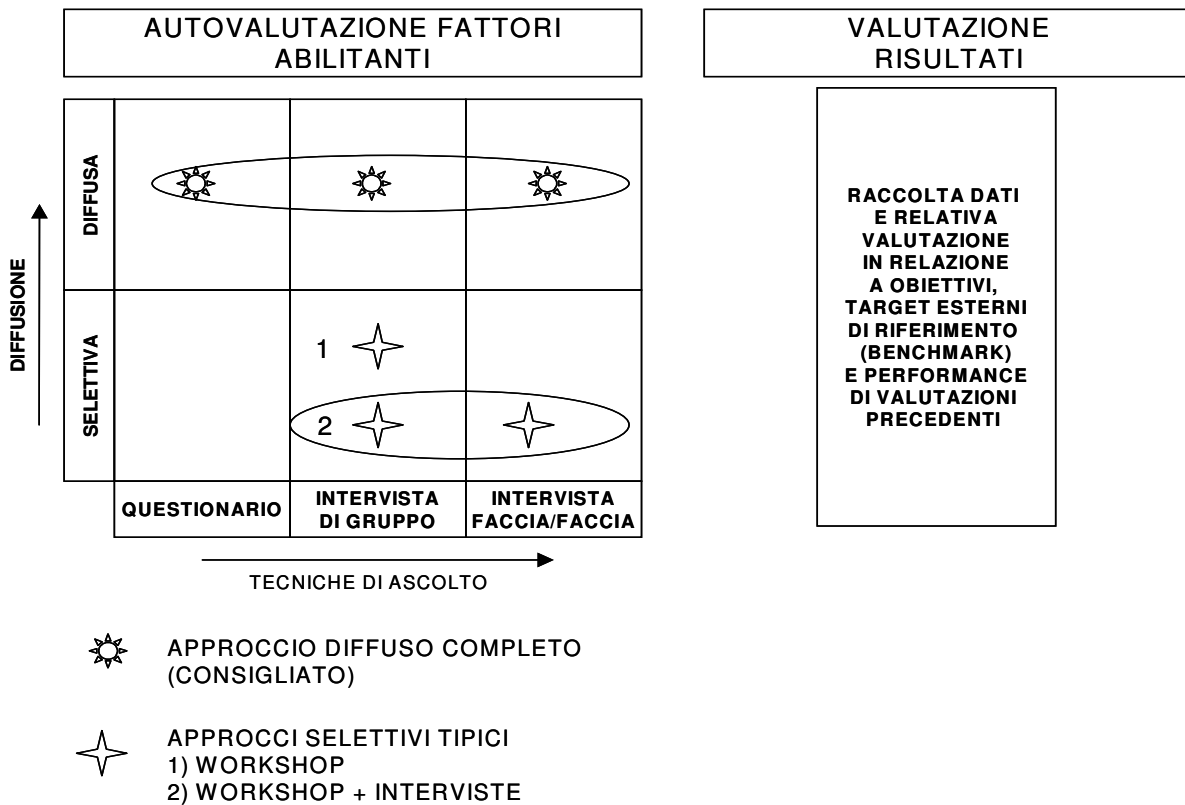 AUTOVALUTAZIONE FATTORI
ABILITANTI
VALUTAZIONE
RISULTATI
DIFFUSIONE
DIFFUSA
SELETTIVA
1
2
QUESTIONARIO
INTERVISTA
DI GRUPPO
INTERVISTA
FACCIA/FACCIA
TECNICHE DI ASCOLTO
RACCOLTA DATI
E RELATIVA
VALUTAZIONE
IN RELAZIONE
A OBIETTIVI,
TARGET ESTERNI
DI RIFERIMENTO
(BENCHMARK)
E PERFORMANCE
DI VALUTAZIONI
PRECEDENTI
APPROCCIO DIFFUSO COMPLETO
(CONSIGLIATO)
APPROCCI SELETTIVI TIPICI
1) WORKSHOP
2) WORKSHOP + INTERVISTE